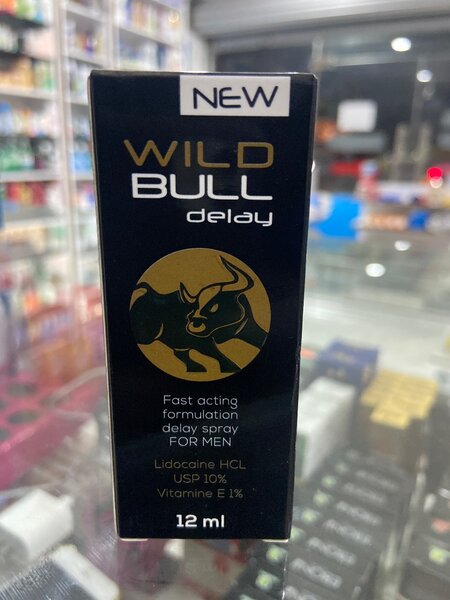 NEW
WILD
BULL
delay
Fast acting
formulation
delay spray
FOR MEN
Lidocaine HCL
USP 10%
Vitamine E 1%
12 ml